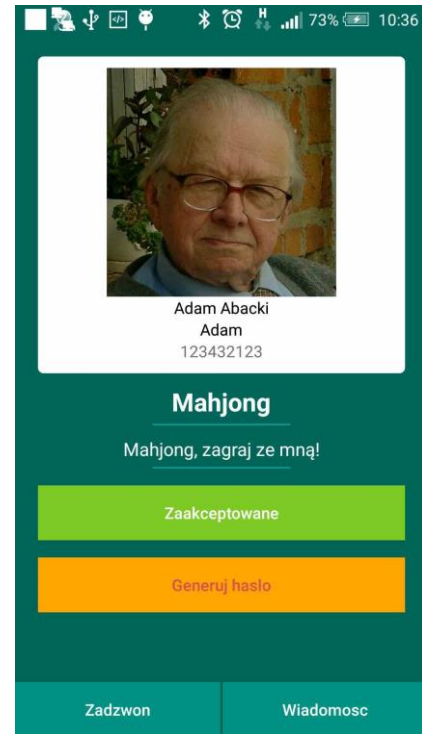 H 73% 10:36
Adam Abacki
Adam
123432123
Mahjong
Mahjong, zagraj ze mną!
Zaakceptowane
Generuj haslo
Zadzwon Wiadomosc